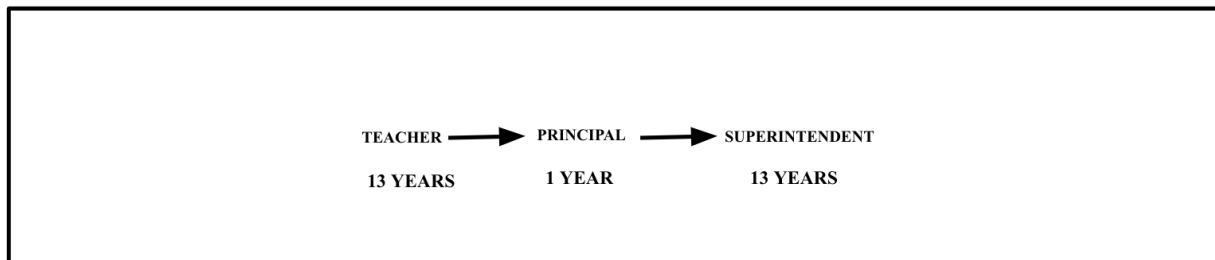 TEACHER PRINCIPAL SUPERINTENDENT
13 YEARS 1 YEAR 13 YEARS